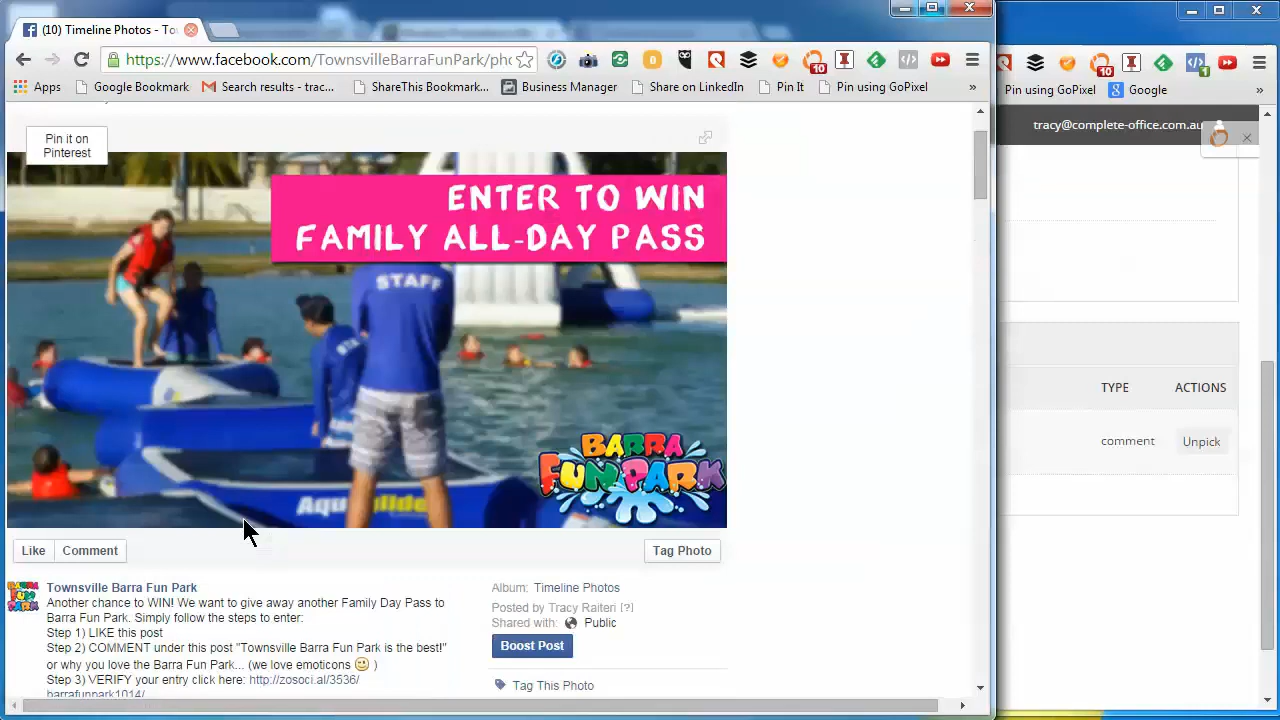 (10) Timeline Photos - To
https://www.facebook.com/TownsvilleBarraFunPark/pho
10
10
1
Apps
Google Bookmark
Search results - trac...
ShareThis Bookmark...
Business Manager
Share on LinkedIn
Pin It
Pin using GoPixel
»
Pin using GoPixel
Google
»
tracy@complete-office.com.au
Pin it on
Pinterest
ENTER TO WIN
FAMILY ALL-DAY PASS
STAFF
STA
Aqua glide
BARRA
FUN PARK
TYPE
ACTIONS
comment
Unpick
Like
Comment
Tag Photo
Townsville Barra Fun Park
Another chance to WIN! We want to give away another Family Day Pass to
Barra Fun Park. Simply follow the steps to enter:
Step 1) LIKE this post
Step 2) COMMENT under this post "Townsville Barra Fun Park is the best!"
or why you love the Barra Fun Park... (we love emoticons )
Step 3) VERIFY your entry click here: http://zosoci.al/3536/
barrafunpark1014/
Album: Timeline Photos
Posted by Tracy Raiteri [?]
Shared with: Public
Boost Post
Tag This Photo